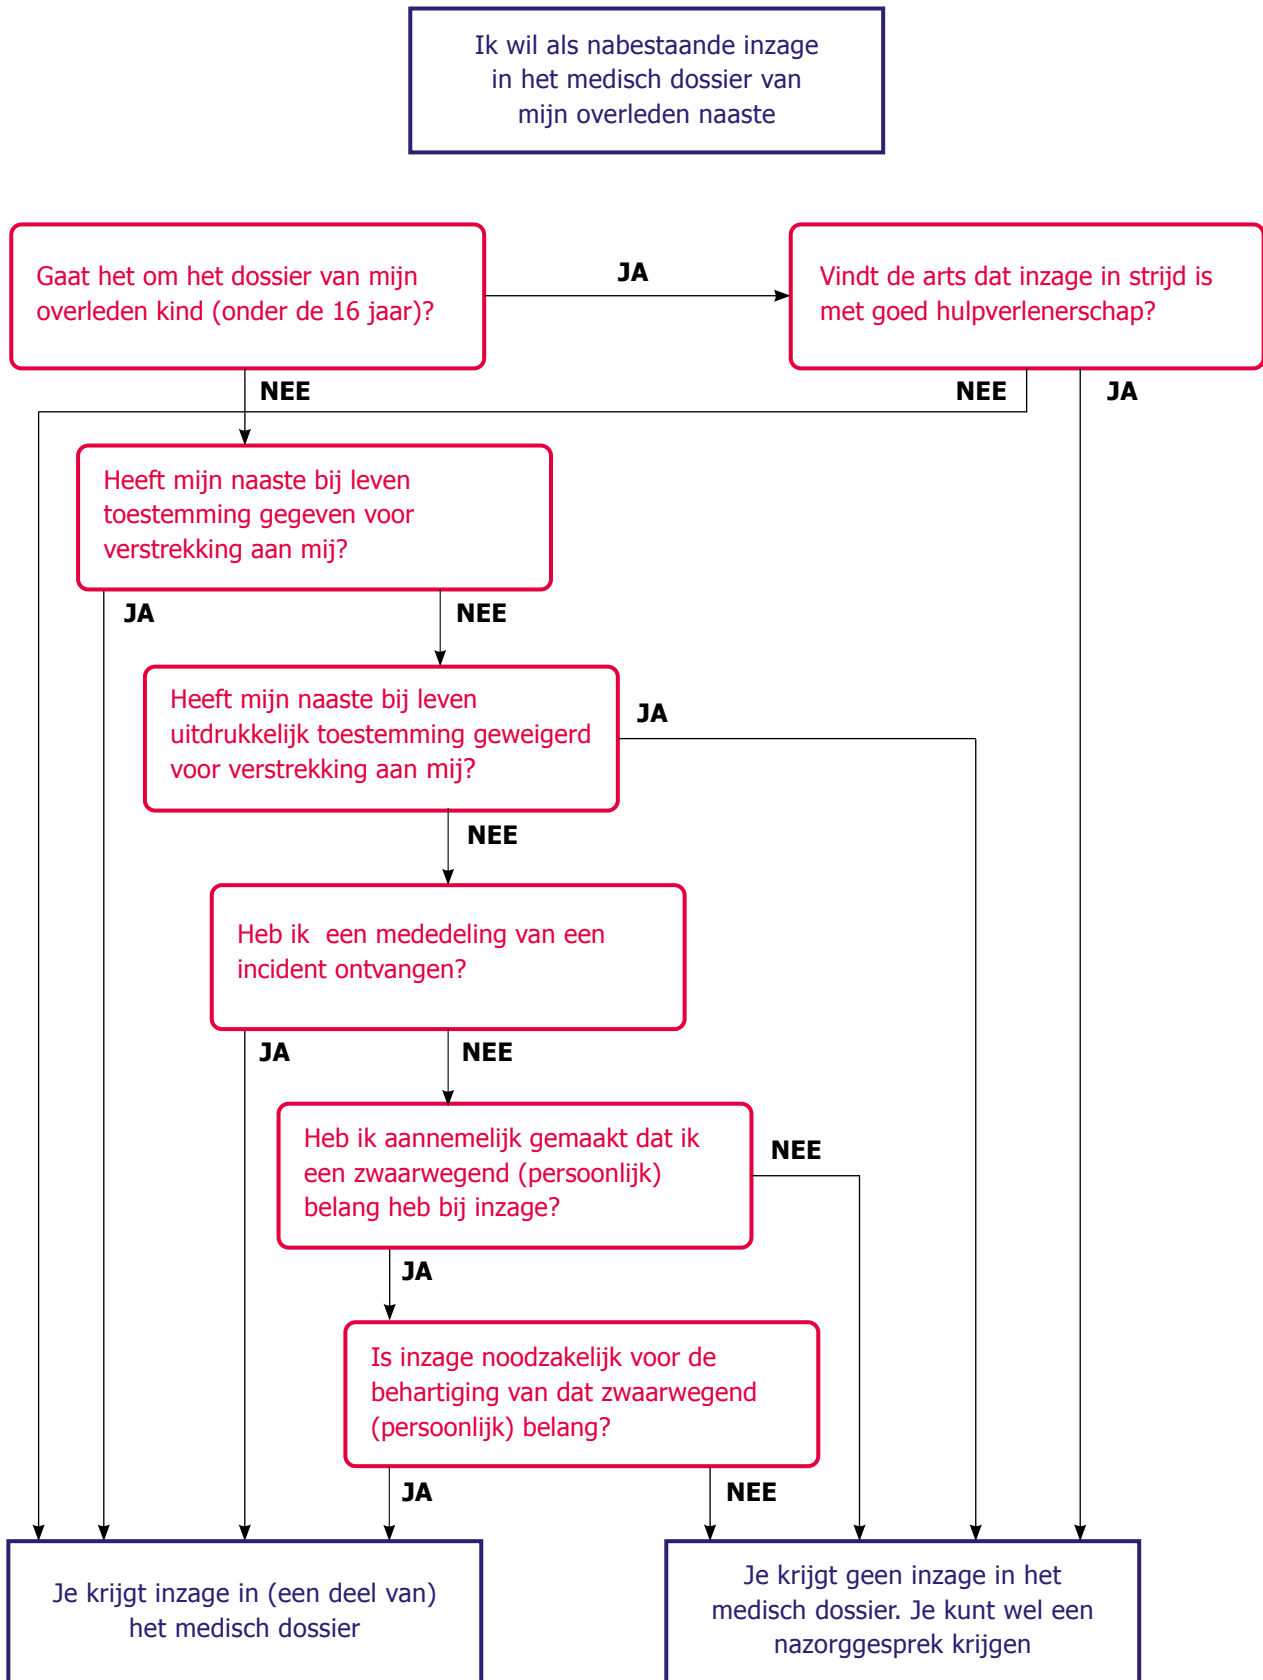 Ik wil als nabestaande inzage
in het medisch dossier van
mijn overleden naaste
Gaat het om het dossier van mijn
overleden kind (onder de 16 jaar)?
JA
Vindt de arts dat inzage in strijd is
met goed hulpverlenerschap?
NEE
NEE
JA
Heeft mijn naaste bij leven
toestemming gegeven voor
verstrekking aan mij?
JA
NEE
Heeft mijn naaste bij leven
uitdrukkelijk toestemming geweigerd
voor verstrekking aan mij?
JA
NEE
Heb ik een mededeling van een
incident ontvangen?
JA
NEE
Heb ik aannemelijk gemaakt dat ik
een zwaarwegend (persoonlijk)
belang heb bij inzage?
NEE
JA
Is inzage noodzakelijk voor de
behartiging van dat zwaarwegend
(persoonlijk) belang?
JA
NEE
Je krijgt inzage in (een deel van)
het medisch dossier
Je krijgt geen inzage in het
medisch dossier. Je kunt wel een
nazorggesprek krijgen